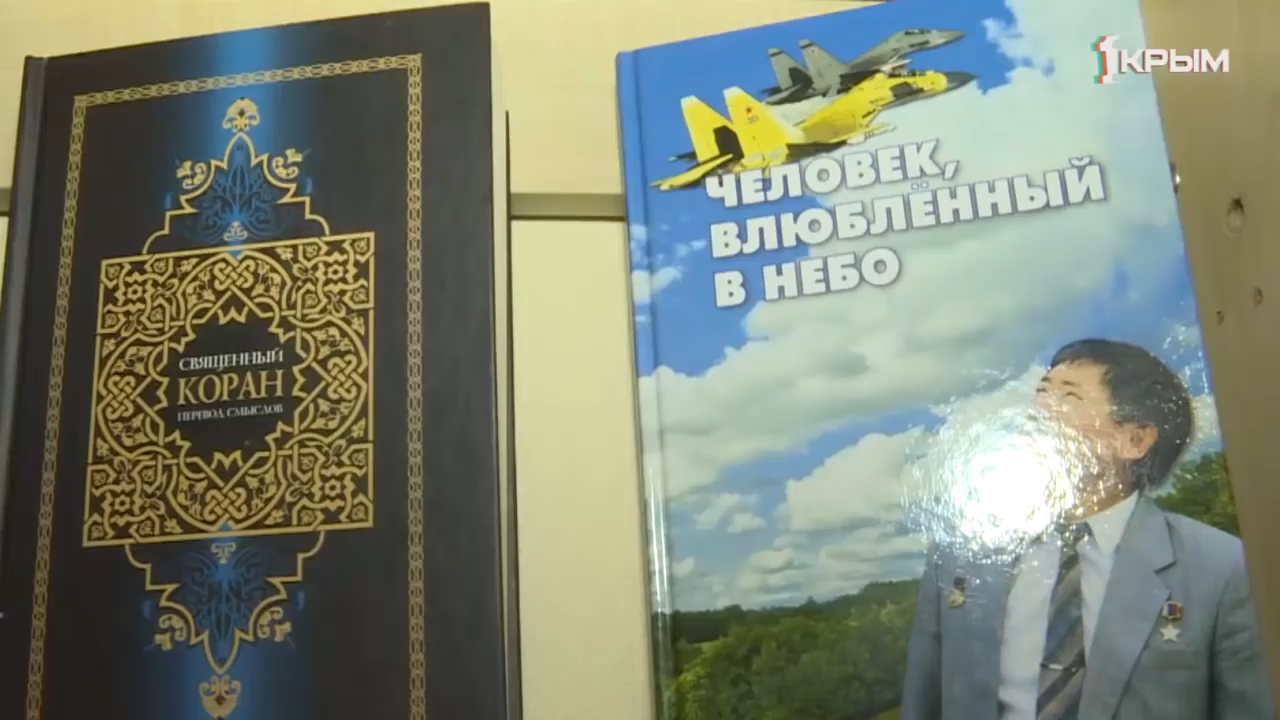 СВЯЩЕННЫЙ
КОРАН
ПЕРЕВОД СМЫСЛОВ
ЧЕЛОВЕК,
ВЛЮБЛЁННЫЙ
В НЕБО
1КРЫМ